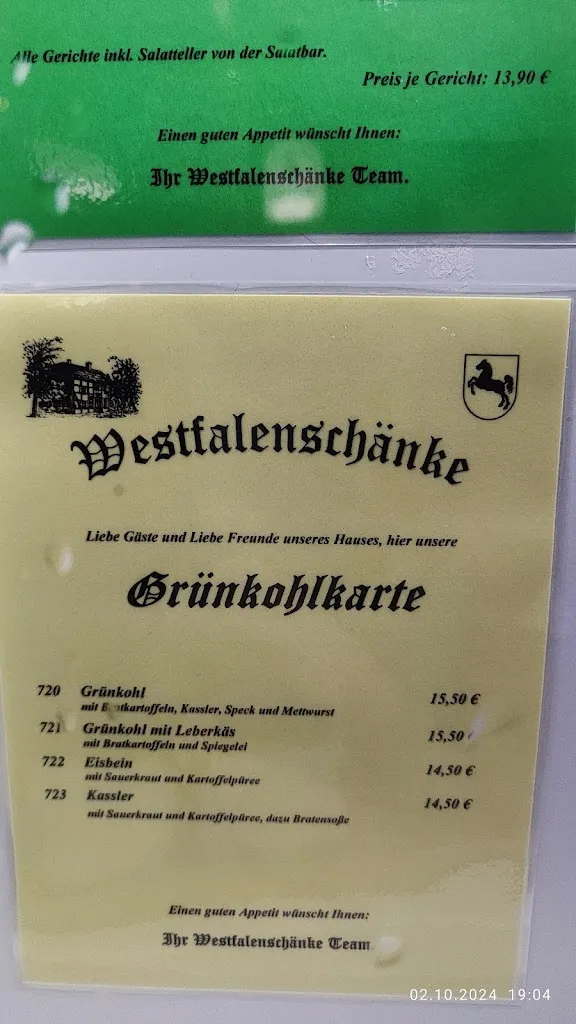 Alle Gerichte inkl. Salatteller von der Salatbar.
Preis je Gericht: 13,90 €
Einen guten Appetit wünscht Ihnen:
Ihr Westfalenschänke Team.
Westfalenschänke
Liebe Gäste und Liebe Freunde unseres Hauses, hier unsere
Grünkohlkarte
720 Grünkohl 15,50 €
mit Bratkartoffeln, Kassler, Speck und Mettwurst
721 Grünkohl mit Leberkäs 15,50 €
mit Bratkartoffeln und Spiegelei
722 Eisbein 14,50 €
mit Sauerkraut und Kartoffelpüree
723 Kassler 14,50 €
mit Sauerkraut und Kartoffelpüree, dazu Bratensoße
Einen guten Appetit wünscht Ihnen:
Ihr Westfalenschänke Team.
02.10.2024 19:04